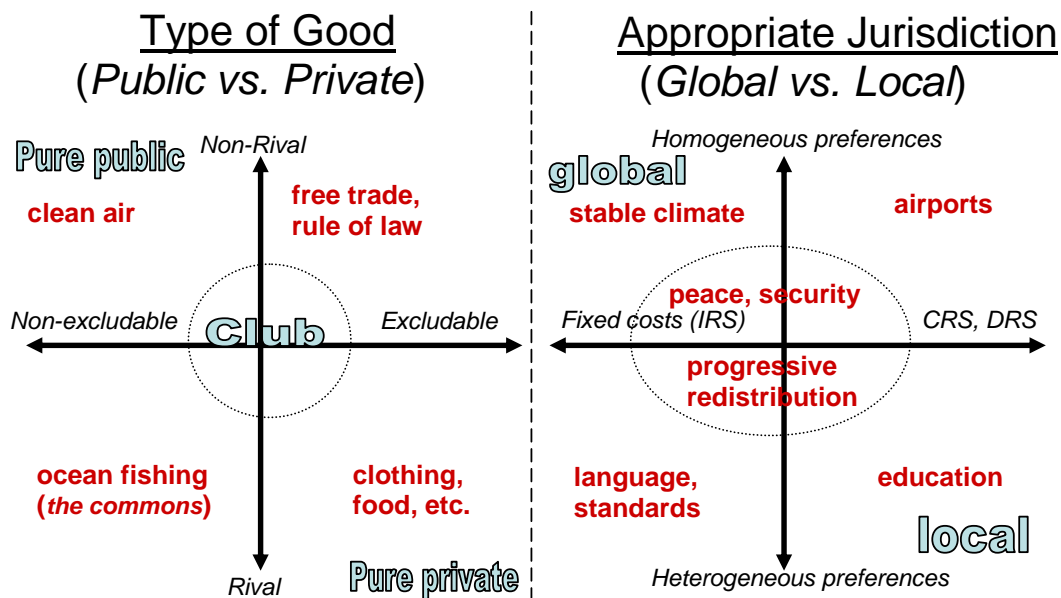 Type of Good
(Public vs. Private)
Non-Rival
Pure public
clean air
free trade,
rule of law
Non-excludable
Club
Excludable
ocean fishing
(the commons)
clothing,
food, etc.
Rival
Pure private
Appropriate Jurisdiction
(Global vs. Local)
Homogeneous preferences
global
stable climate
airports
peace, security
Fixed costs (IRS)
CRS, DRS
progressive
redistribution
language,
standards
education
local
Heterogeneous preferences